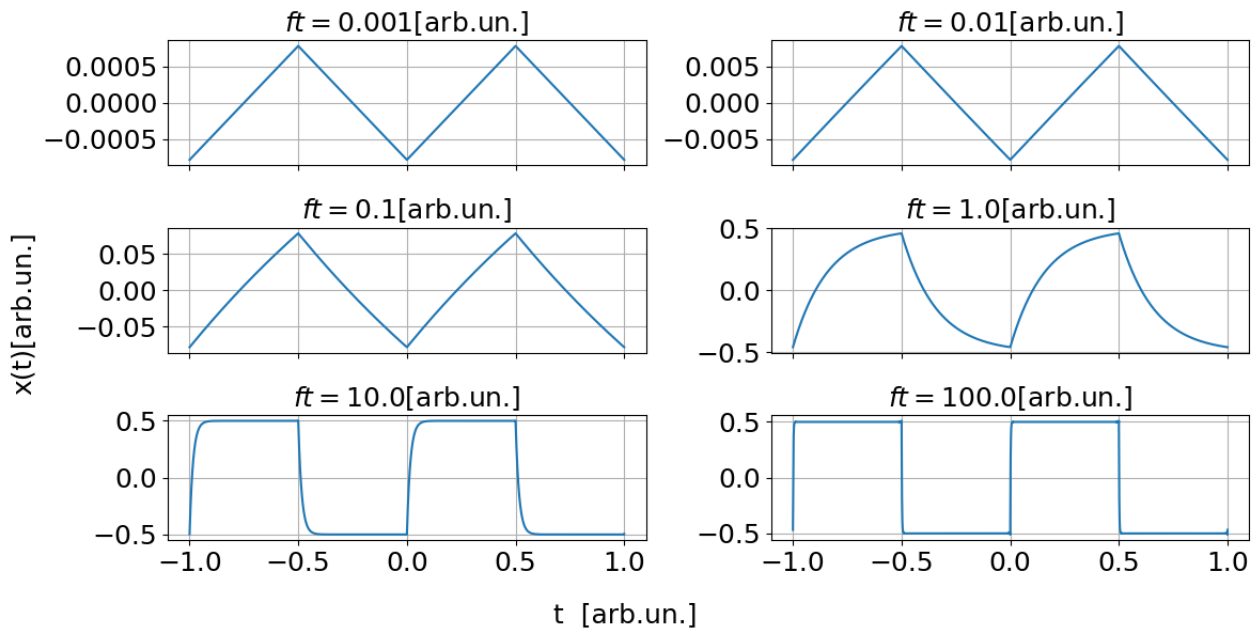 ft = 0.001[arb.un.]
0.0005
0.0000
−0.0005
ft = 0.01[arb.un.]
0.005
0.000
−0.005
ft = 0.1[arb.un.]
0.05
0.00
−0.05
ft = 1.0[arb.un.]
0.5
0.0
−0.5
x(t)[arb.un.]
ft = 10.0[arb.un.]
0.5
0.0
−0.5
−1.0 −0.5 0.0 0.5 1.0
ft = 100.0[arb.un.]
0.5
0.0
−0.5
−1.0 −0.5 0.0 0.5 1.0
t [arb.un.]